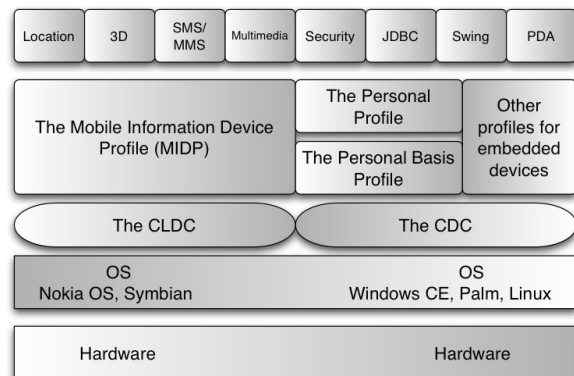 Location
3D
SMS/
MMS
Multimedia
Security
JDBC
Swing
PDA
The Mobile Information Device
Profile (MIDP)
The Personal
Profile
The Personal Basis
Profile
Other
profiles for
embedded
devices
The CLDC
The CDC
OS
Nokia OS, Symbian
OS
Windows CE, Palm, Linux
Hardware
Hardware